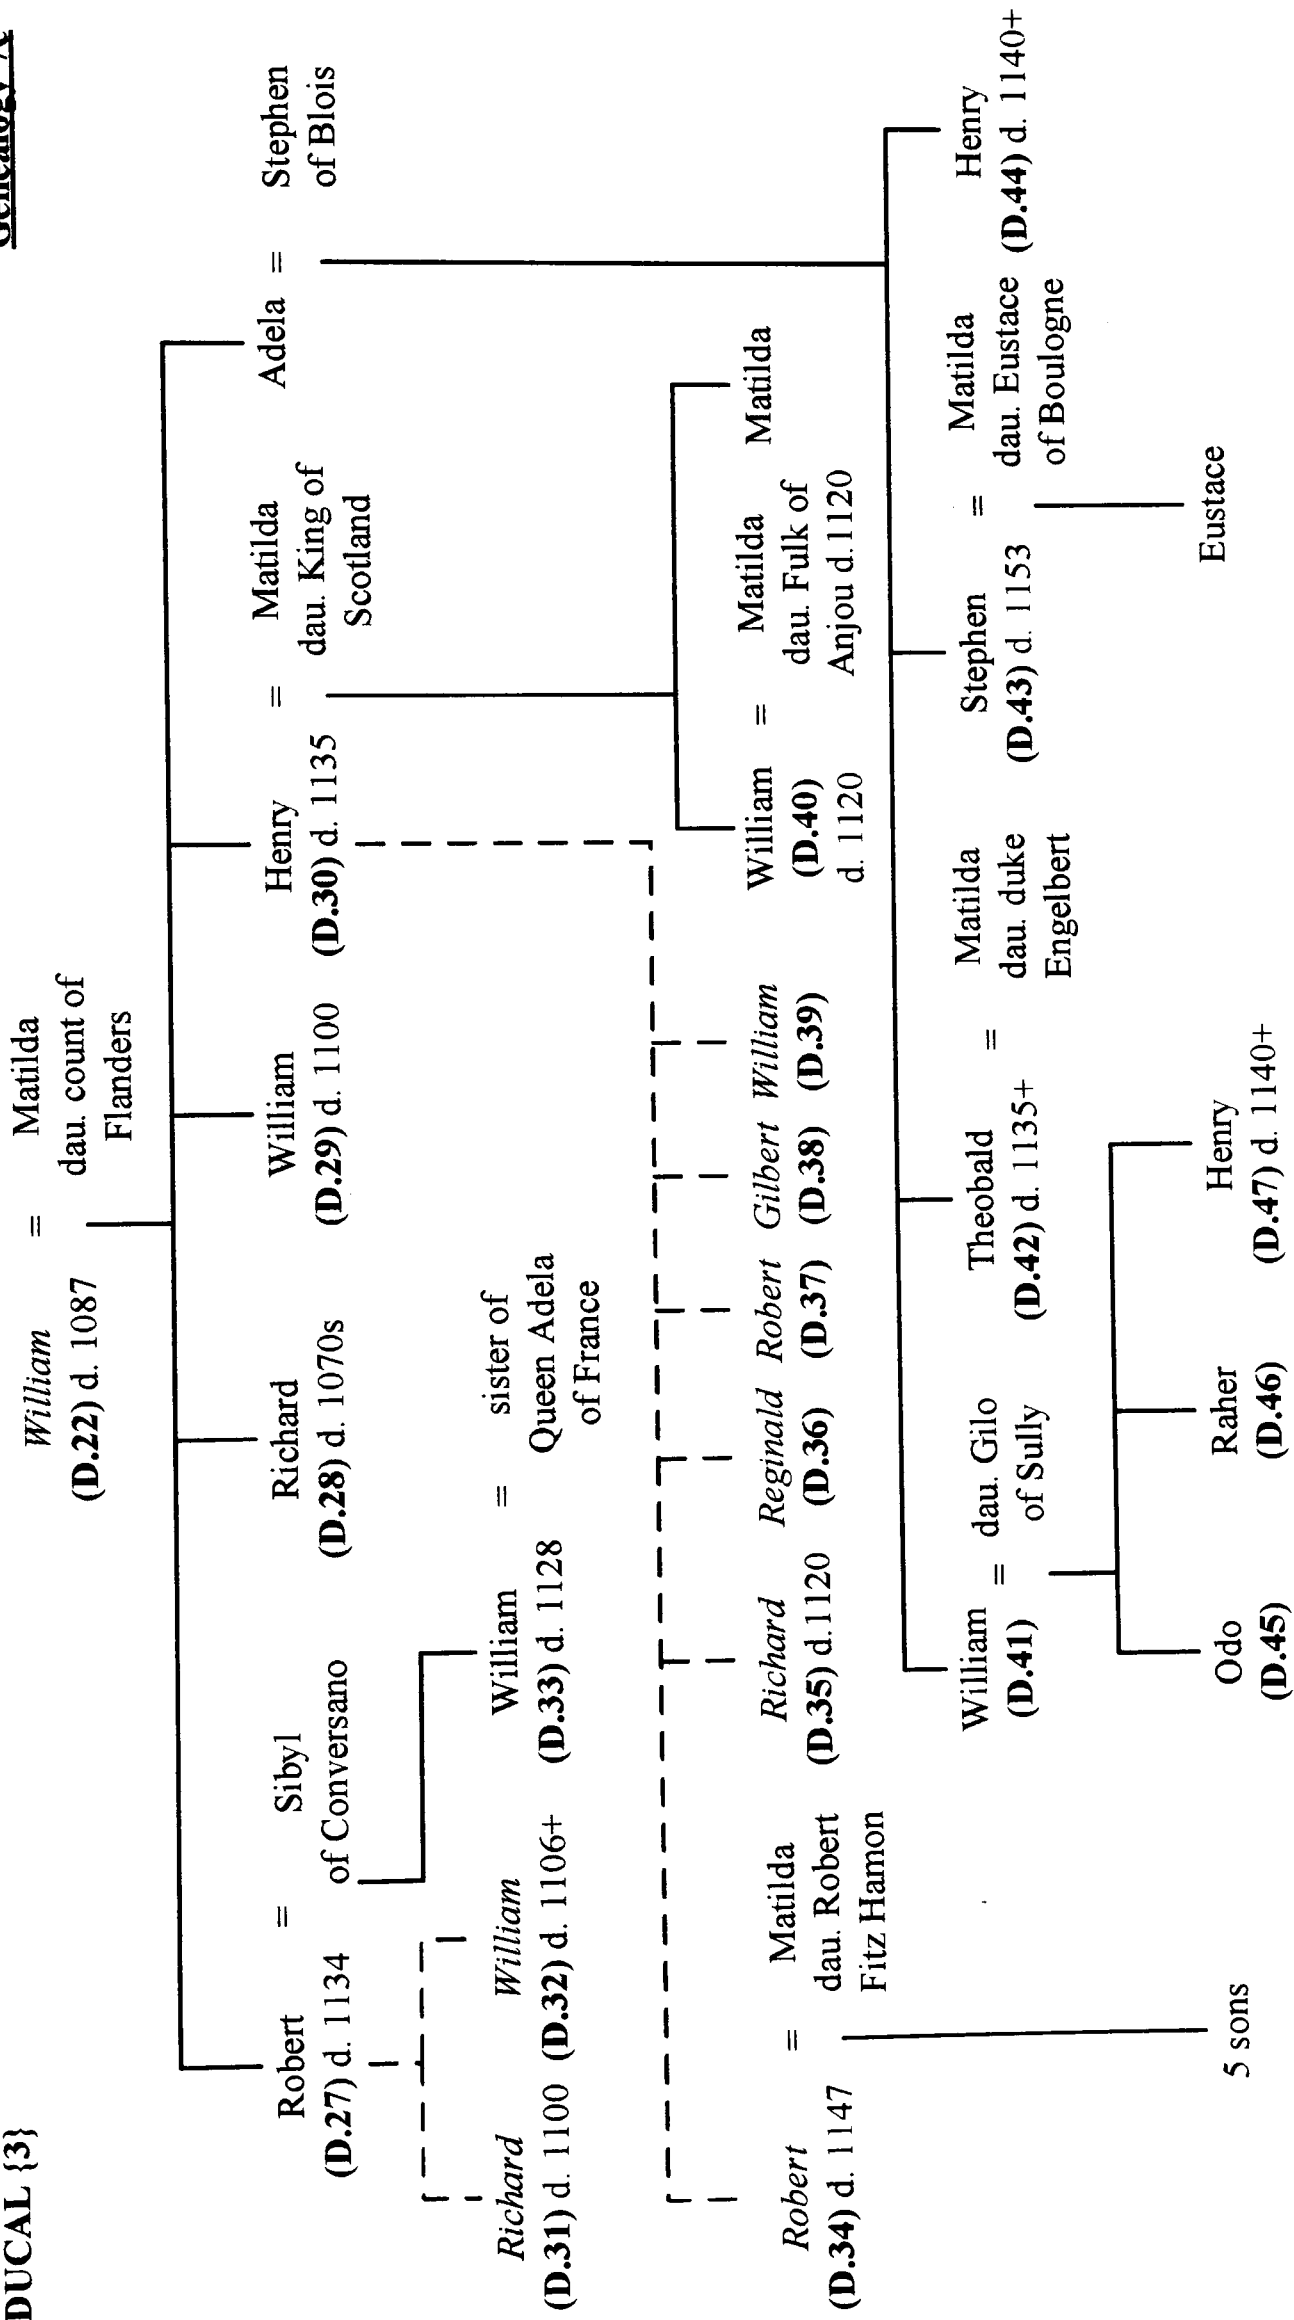 DUCAL {3}
Genealogy A
William
(D.22) d. 1087
=
Matilda
dau. count of
Flanders
Robert
(D.27) d. 1134
=
Sibyl
of Conversano
Richard
(D.28) d. 1070s
William
(D.29) d. 1100
Henry
(D.30) d. 1135
=
Matilda
dau. King of
Scotland
Adela
=
Stephen
of Blois
Richard
(D.31) d. 1100
William
(D.32) d. 1106+
William
(D.33) d. 1128
=
sister of
Queen Adela
of France
Robert
(D.34) d. 1147
=
Matilda
dau. Robert
Fitz Hamon
Richard
(D.35) d.1120
Reginald
(D.36)
Robert
(D.37)
Gilbert
(D.38)
William
(D.39)
William
(D.40)
d. 1120
=
Matilda
dau. Fulk of
Anjou d.1120
Matilda
William
(D.41)
=
dau. Gilo
of Sully
Theobald
(D.42) d. 1135+
=
Matilda
dau. duke
Engelbert
Stephen
(D.43) d. 1153
=
Matilda
dau. Eustace
of Boulogne
Henry
(D.44) d. 1140+
5 sons
Odo
(D.45)
Raher
(D.46)
Henry
(D.47) d. 1140+
Eustace